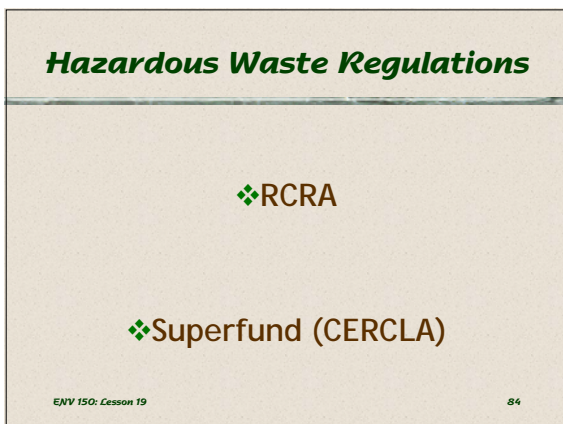 Hazardous Waste Regulations
❖RCRA
❖Superfund (CERCLA)
ENV 150: Lesson 19
84